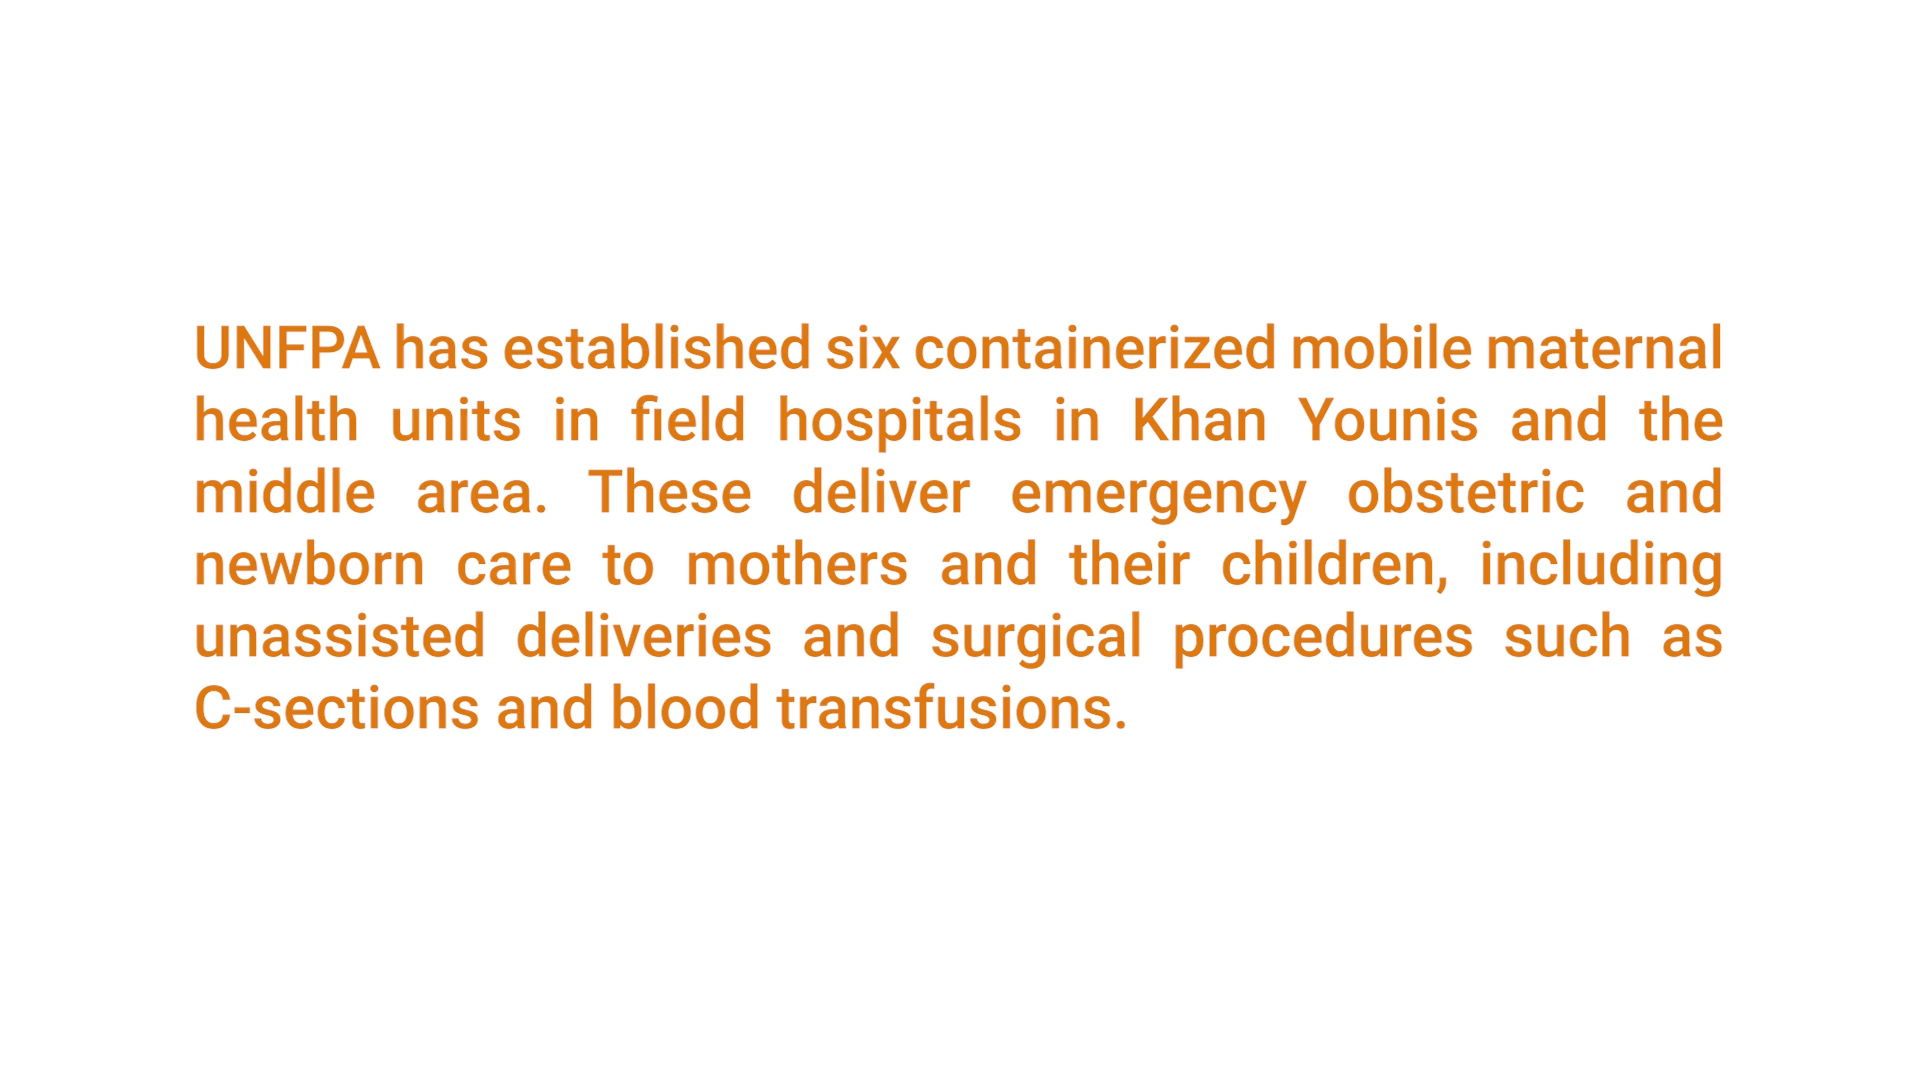 UNFPA has established six containerized mobile maternal
health units in field hospitals in Khan Younis and the
middle area. These deliver emergency obstetric and
newborn care to mothers and their children, including
unassisted deliveries and surgical procedures such as
C-sections and blood transfusions.